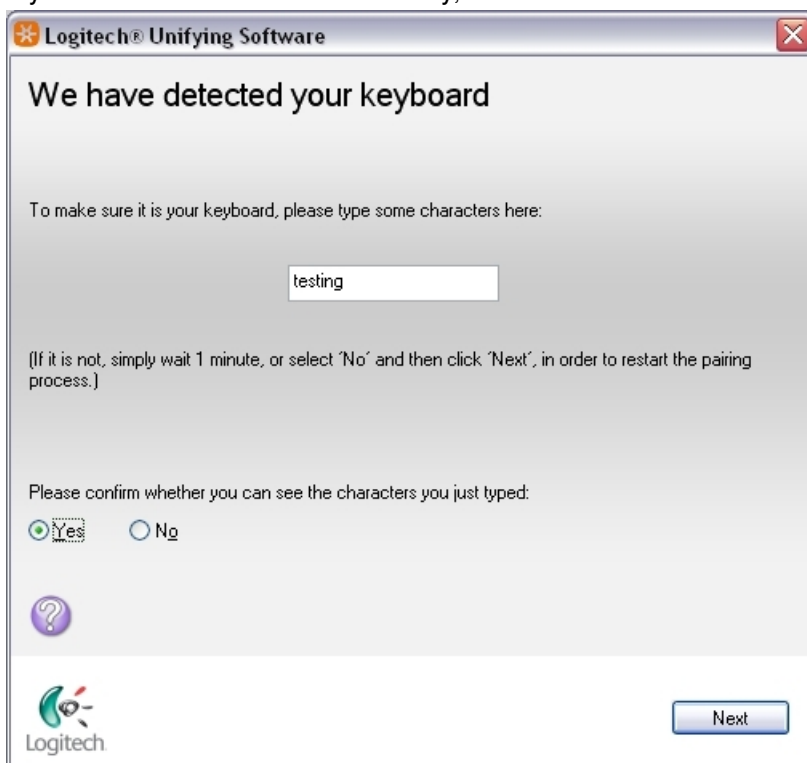 Logitech® Unifying Software
We have detected your keyboard
To make sure it is your keyboard, please type some characters here:
testing
(If it is not, simply wait 1 minute, or select ´No´ and then click ´Next´, in order to restart the pairing
process.)
Please confirm whether you can see the characters you just typed:
Yes No
?
Logitech
Next